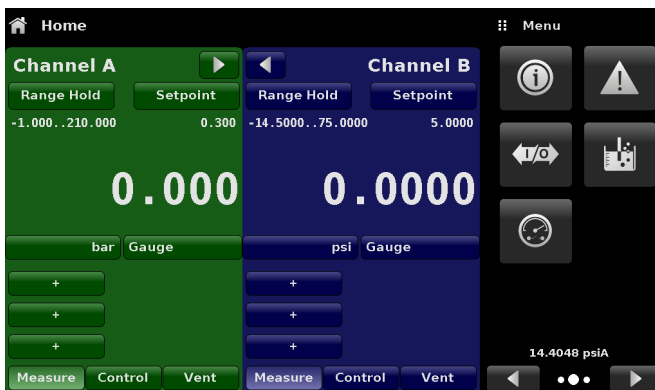 Home
Menu
Channel A
Channel B
Range Hold
Setpoint
Range Hold
Setpoint
-1.000..210.000
0.300
-14.5000..75.0000
5.0000
0.000
0.0000
bar
Gauge
psi
Gauge
I/O
+
+
+
+
+
+
14.4048 psiA
Measure
Control
Vent
Measure
Control
Vent